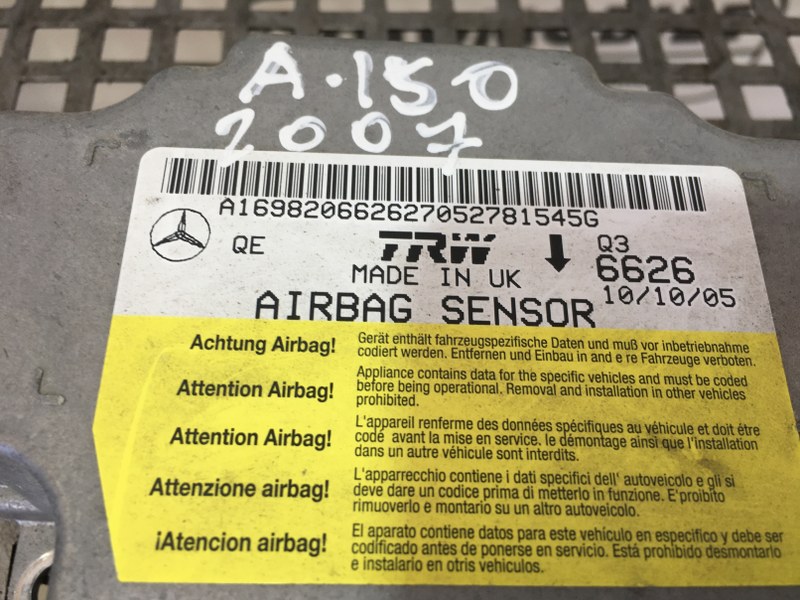 A·150
2007
A16982066262705278​1545G
QE TRW Q3
MADE IN UK 6626
AIRBAG SENSOR 10/10/05
Achtung Airbag! Gerät enthält fahrzeugspezifische Daten und muß vor inbetriebnahme
codiert werden. Entfernen und Einbau in and e re Fahrzeuge verboten.
Attention Airbag! Appliance contains data for the specific vehicles and must be coded
before being operational. Removal and installation in other vehicles
prohibited.
Attention Airbag! L'appareil renferme des données spécifiques au véhicule et doit étre
codé avant la mise en service. le démontage ainsi que l'installation
dans un autre véhicule sont interdits.
Attenzione airbag! L'apparrecchio contiene i dati specifici dell' autoveicolo e gli si
deve dare un codice prima di metterlo in funzione. E'proibito
rimuoverlo e montario su un altro autoveicolo.
¡Atencion airbag! El aparato contiene datos para este vehículo en especifico y debe ser
codificado antes de ponerse en servicio. Está prohibido desmontarlo
e instalarlo en otris vehiculos.